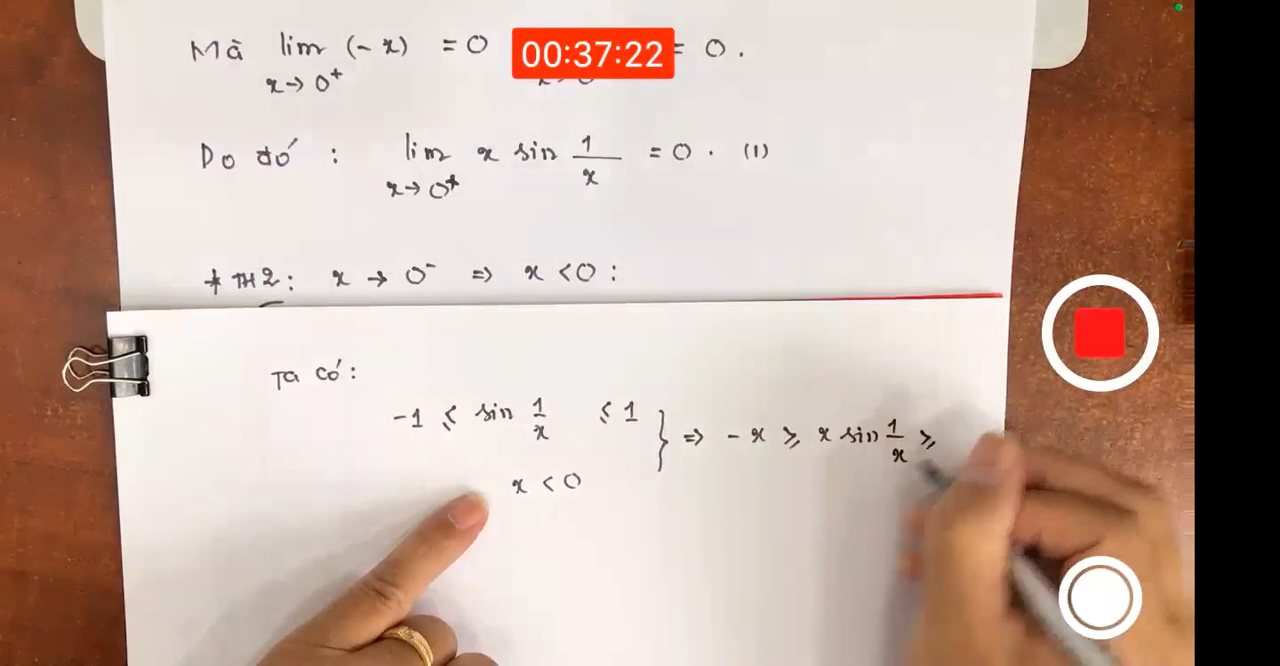 Mà lim (-x) = 0 = 0.
x→0⁺
00:37:22
Do đó : lim x sin 1/x = 0 . (1)
x→0⁺
* TH2: x → 0⁻ => x < 0 :
Ta có:
-1 ≤ sin 1/x ≤ 1 } => -x ≥ x sin 1/x ≥
x < 0